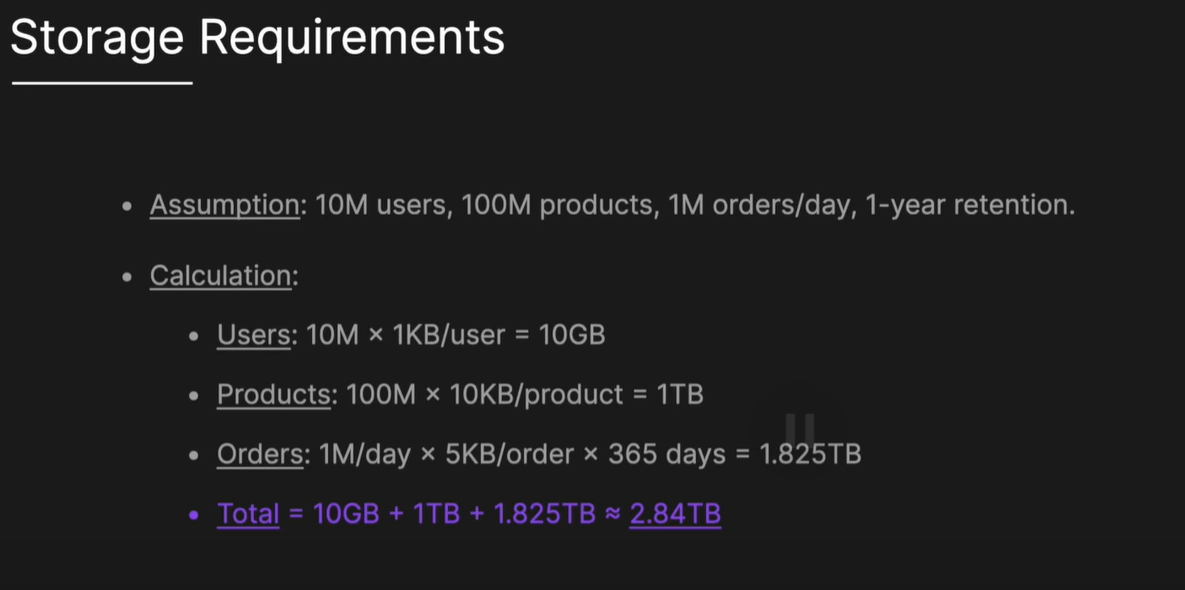 Storage Requirements
• Assumption: 10M users, 100M products, 1M orders/day, 1-year retention.
• Calculation:
• Users: 10M × 1KB/user = 10GB
• Products: 100M × 10KB/product = 1TB
• Orders: 1M/day × 5KB/order × 365 days = 1.825TB
• Total = 10GB + 1TB + 1.825TB ≈ 2.84TB